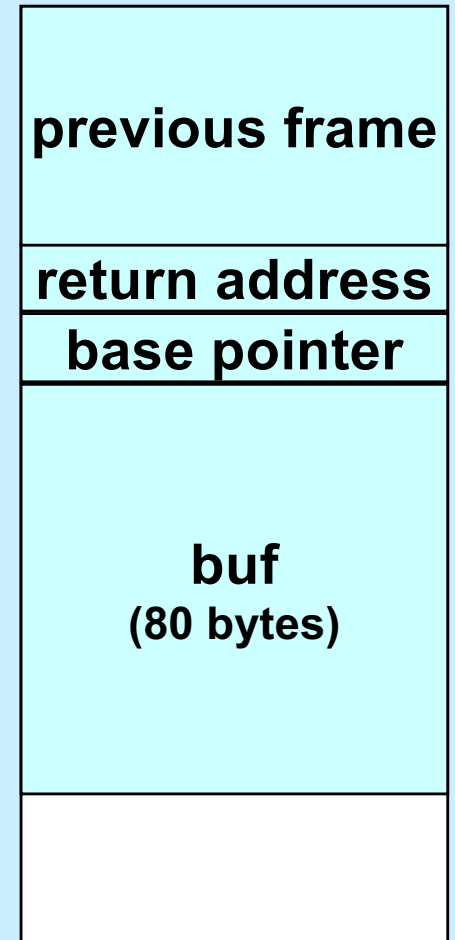 previous frame
return address
base pointer
buf
(80 bytes)